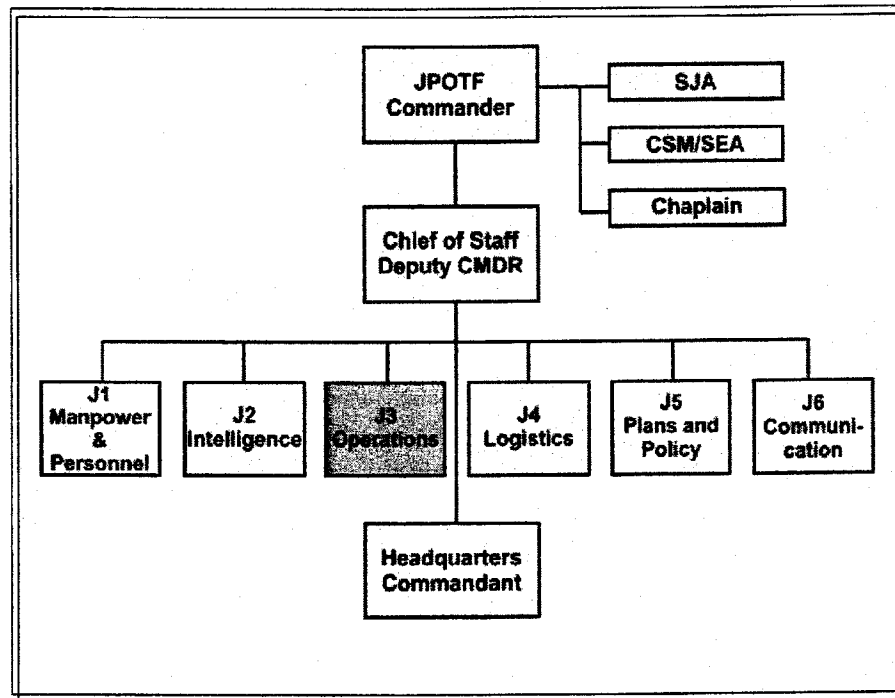 JPOTF
Commander
SJA
CSM/SEA
Chaplain
Chief of Staff
Deputy CMDR
J1
Manpower
&
Personnel
J2
Intelligence
J3
Operations
J4
Logistics
J5
Plans and
Policy
J6
Communi-
cation
Headquarters
Commandant